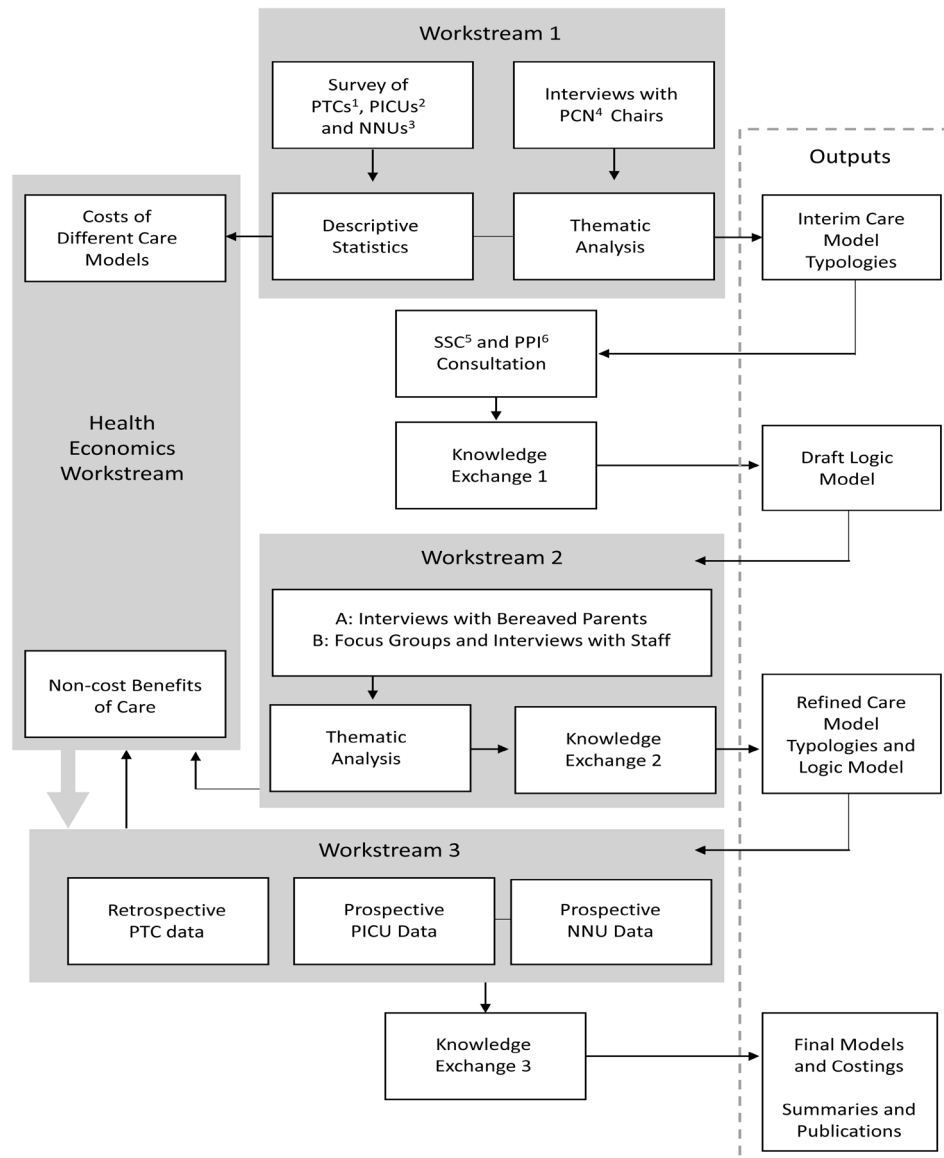 Workstream 1
Survey of
PTCs¹, PICUs²
and NNUs³
Interviews with
PCN⁴ Chairs
Outputs
Costs of
Different Care
Models
Descriptive
Statistics
Thematic
Analysis
Interim Care
Model
Typologies
SSC⁵ and PPI⁶
Consultation
Health
Economics
Workstream
Knowledge
Exchange 1
Draft Logic
Model
Workstream 2
A: Interviews with Bereaved Parents
B: Focus Groups and Interviews with Staff
Non-cost Benefits
of Care
Thematic
Analysis
Knowledge
Exchange 2
Refined Care
Model
Typologies and
Logic Model
Workstream 3
Retrospective
PTC data
Prospective
PICU Data
Prospective
NNU Data
Knowledge
Exchange 3
Final Models
and Costings
Summaries and
Publications